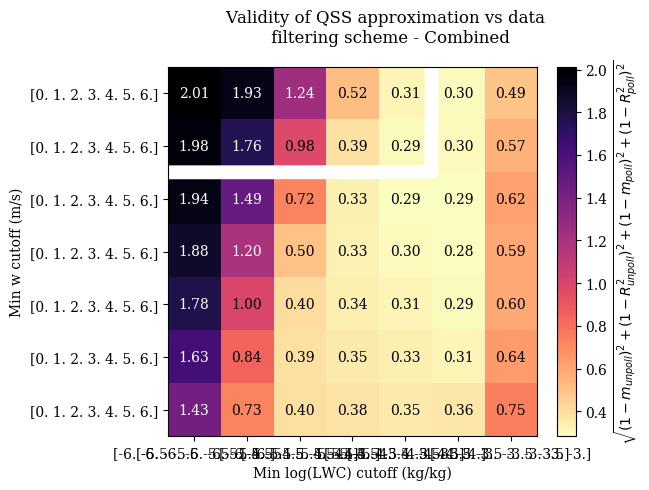 Validity of QSS approximation vs data
filtering scheme - Combined
[0. 1. 2. 3. 4. 5. 6.] 2.01 1.93 1.24 0.52 0.31 0.30 0.49
[0. 1. 2. 3. 4. 5. 6.] 1.98 1.76 0.98 0.39 0.29 0.30 0.57
[0. 1. 2. 3. 4. 5. 6.] 1.94 1.49 0.72 0.33 0.29 0.29 0.62
[0. 1. 2. 3. 4. 5. 6.] 1.88 1.20 0.50 0.33 0.30 0.28 0.59
[0. 1. 2. 3. 4. 5. 6.] 1.78 1.00 0.40 0.34 0.31 0.29 0.60
[0. 1. 2. 3. 4. 5. 6.] 1.63 0.84 0.39 0.35 0.33 0.31 0.64
[0. 1. 2. 3. 4. 5. 6.] 1.43 0.73 0.40 0.38 0.35 0.36 0.75
Min w cutoff (m/s)
Min log(LWC) cutoff (kg/kg)
2.0
1.8
1.6
1.4
1.2
1.0
0.8
0.6
0.4
√(1 − m_unpoll)² + (1 − R²_unpoll)² + (1 − m_poll)² + (1 − R²_poll)²